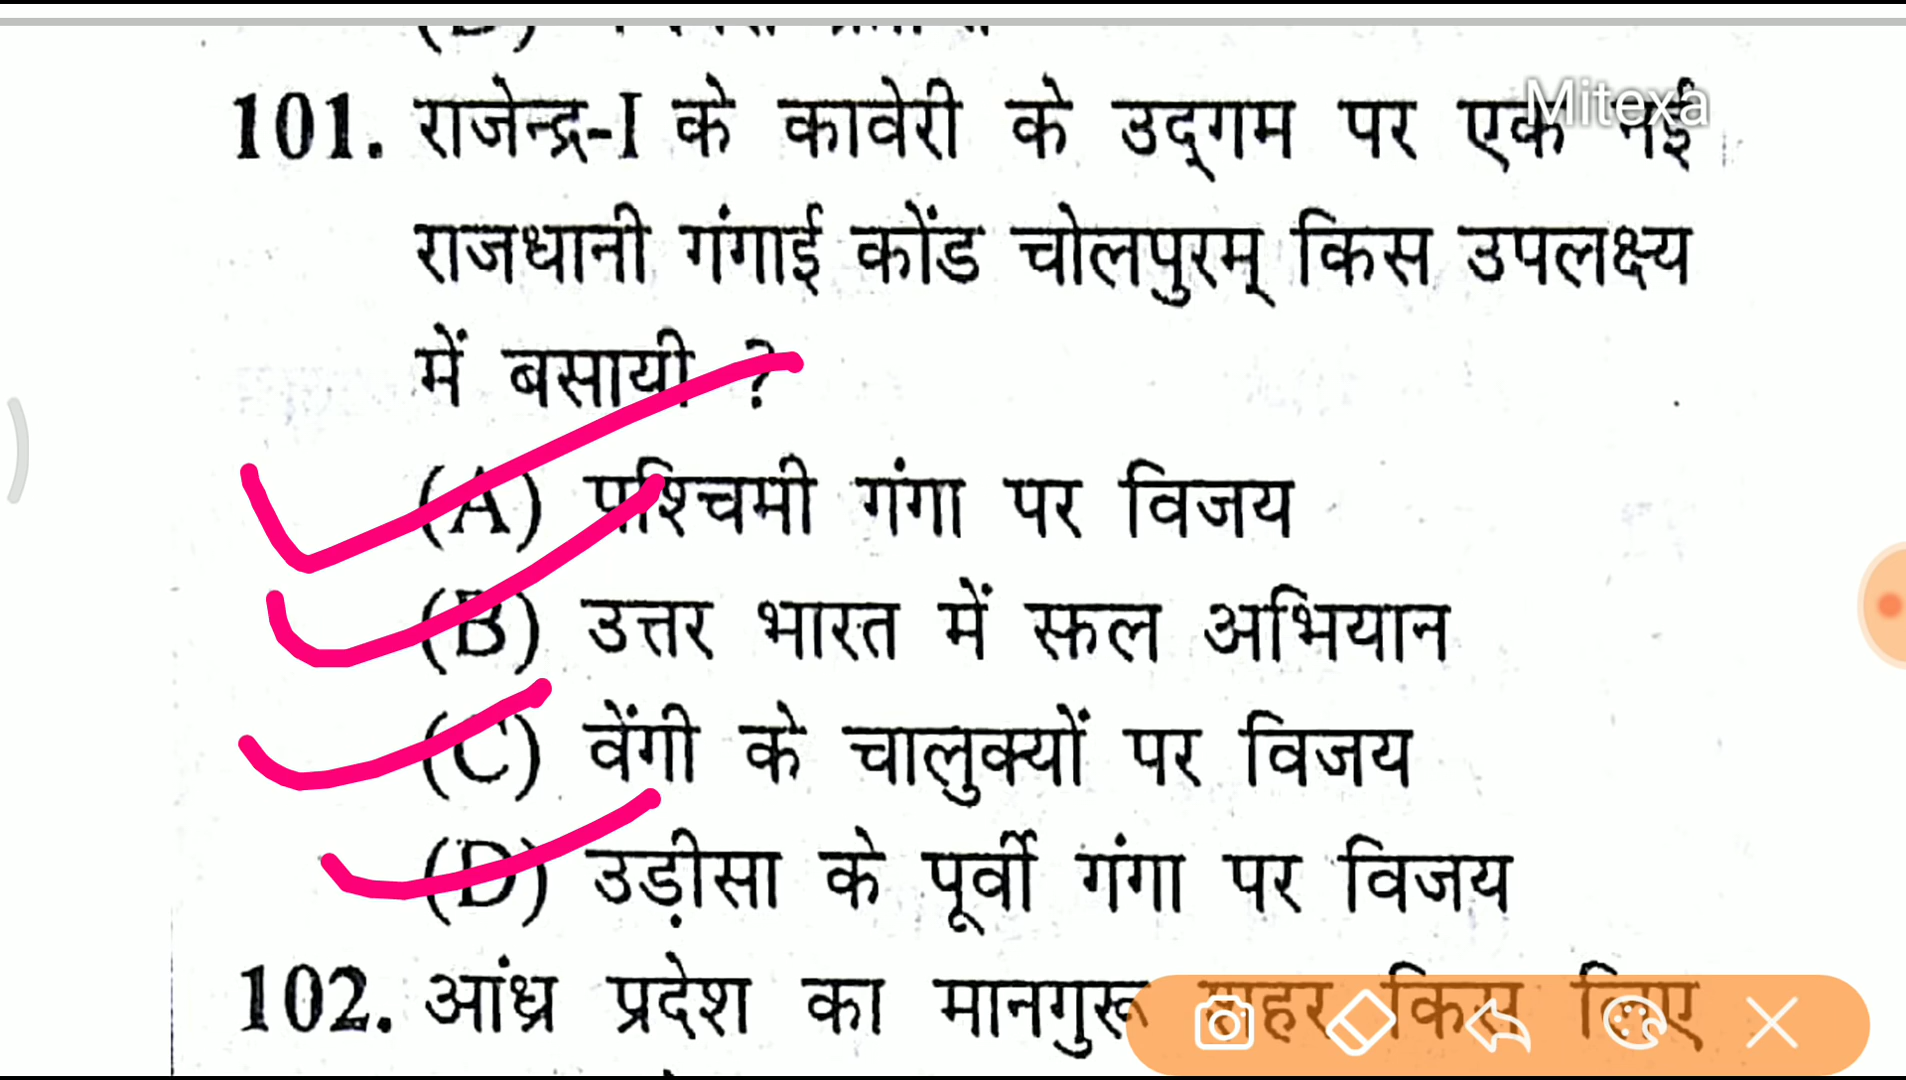 Mitexa
101. राजेन्द्र-I के कावेरी के उद्‌गम पर एक नई
राजधानी गंगाई कोंड चोलपुरम् किस उपलक्ष्य
में बसायी ?
(A) पश्चिमी गंगा पर विजय
(B) उत्तर भारत में सफल अभियान
(C) वेंगी के चालुक्यों पर विजय
(D) उड़ीसा के पूर्वी गंगा पर विजय
102. आंध्र प्रदेश का मानगुरू शहर किस लिए